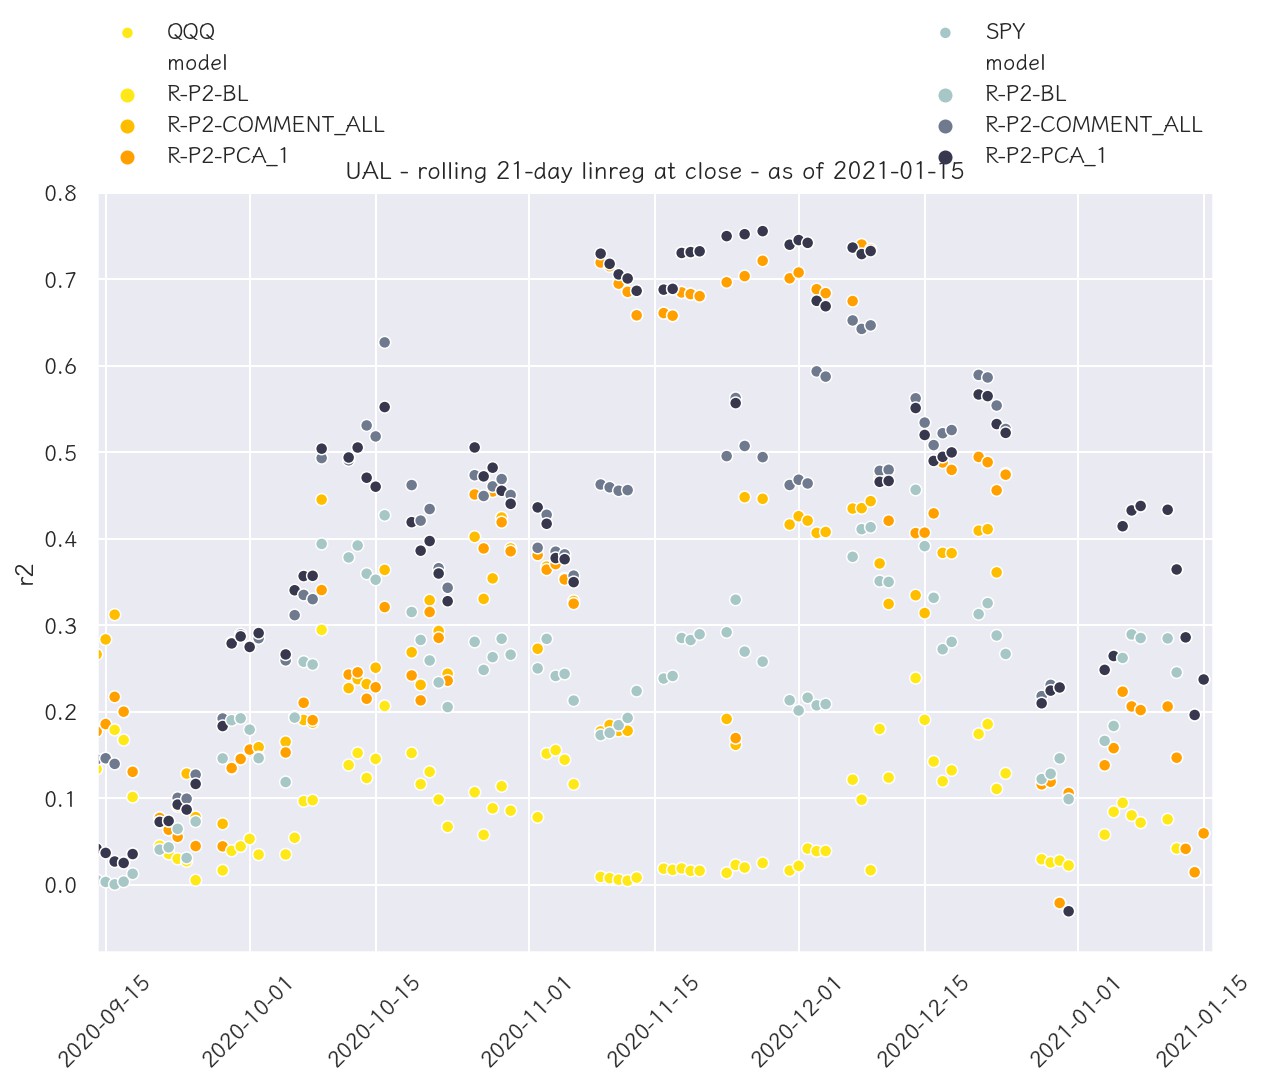 QQQ
model
R-P2-BL
R-P2-COMMENT_ALL
R-P2-PCA_1
SPY
model
R-P2-BL
R-P2-COMMENT_ALL
R-P2-PCA_1
UAL - rolling 21-day linreg at close - as of 2021-01-15
0.8
0.7
0.6
0.5
0.4
0.3
0.2
0.1
0.0
r2
2020-09-15
2020-10-01
2020-10-15
2020-11-01
2020-11-15
2020-12-01
2020-12-15
2021-01-01
2021-01-15